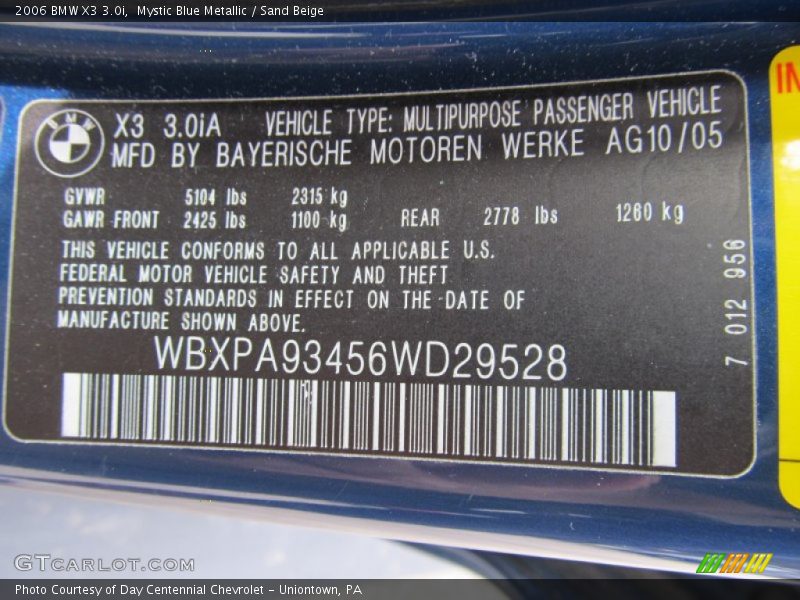 2006 BMW X3 3.0i, Mystic Blue Metallic / Sand Beige
IN
BMW
X3 3.0iA VEHICLE TYPE: MULTIPURPOSE PASSENGER VEHICLE
MFD BY BAYERISCHE MOTOREN WERKE AG10/05
GVWR 5104 lbs 2315 kg
GAWR FRONT 2425 lbs 1100 kg REAR 2778 lbs 1260 kg
THIS VEHICLE CONFORMS TO ALL APPLICABLE U.S.
FEDERAL MOTOR VEHICLE SAFETY AND THEFT
PREVENTION STANDARDS IN EFFECT ON THE DATE OF
MANUFACTURE SHOWN ABOVE.
7 012 956
WBXPA93456WD29528
GTCARLOT.COM
Photo Courtesy of Day Centennial Chevrolet - Uniontown, PA